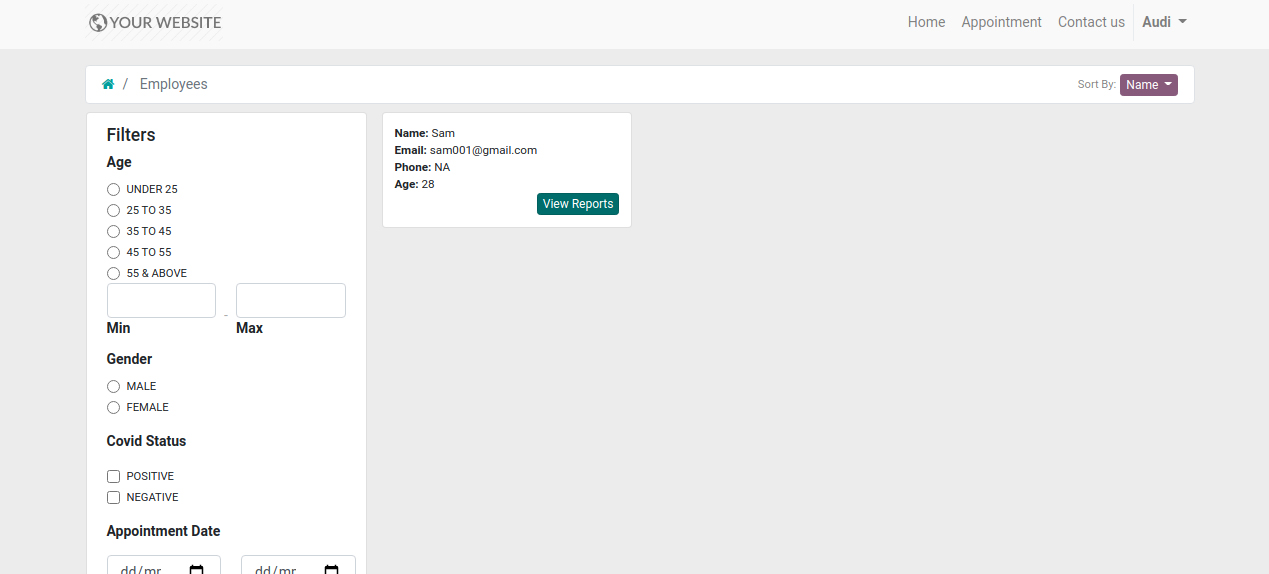 YOUR WEBSITE
Home Appointment Contact us Audi
/ Employees
Sort By: Name
Filters
Age
UNDER 25
25 TO 35
35 TO 45
45 TO 55
55 & ABOVE
-
Min Max
Gender
MALE
FEMALE
Covid Status
POSITIVE
NEGATIVE
Appointment Date
dd/mr dd/mr
Name: Sam
Email: sam001@gmail.com
Phone: NA
Age: 28
View Reports